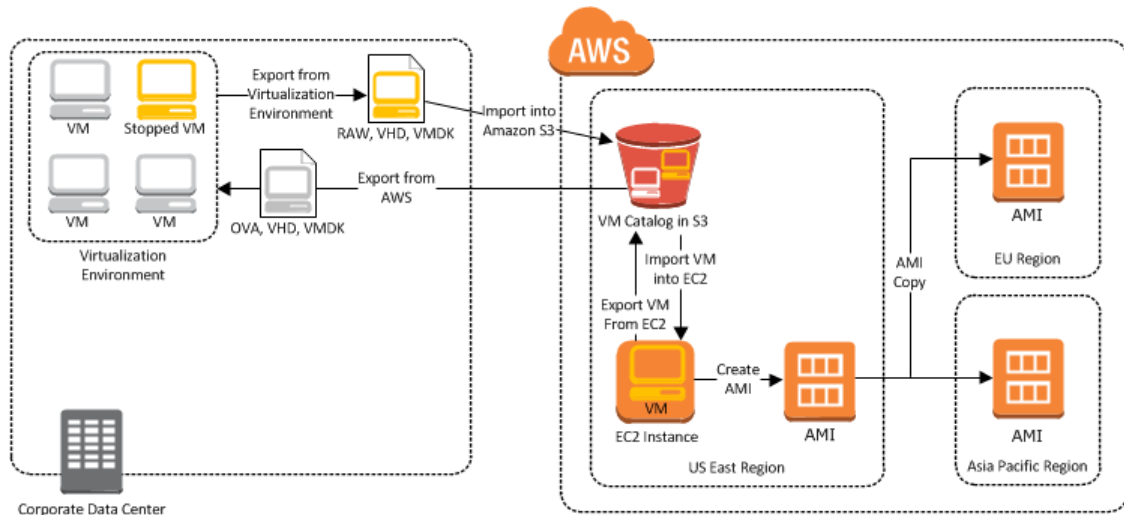 AWS
VM
Stopped VM
VM
VM
Virtualization
Environment
Export from
Virtualization
Environment
RAW, VHD, VMDK
Import into
Amazon S3
OVA, VHD, VMDK
Export from
AWS
VM Catalog in S3
Import VM
into EC2
Export VM
From EC2
VM
EC2 Instance
Create
AMI
AMI
US East Region
AMI
Copy
AMI
EU Region
AMI
Asia Pacific Region
Corporate Data Center